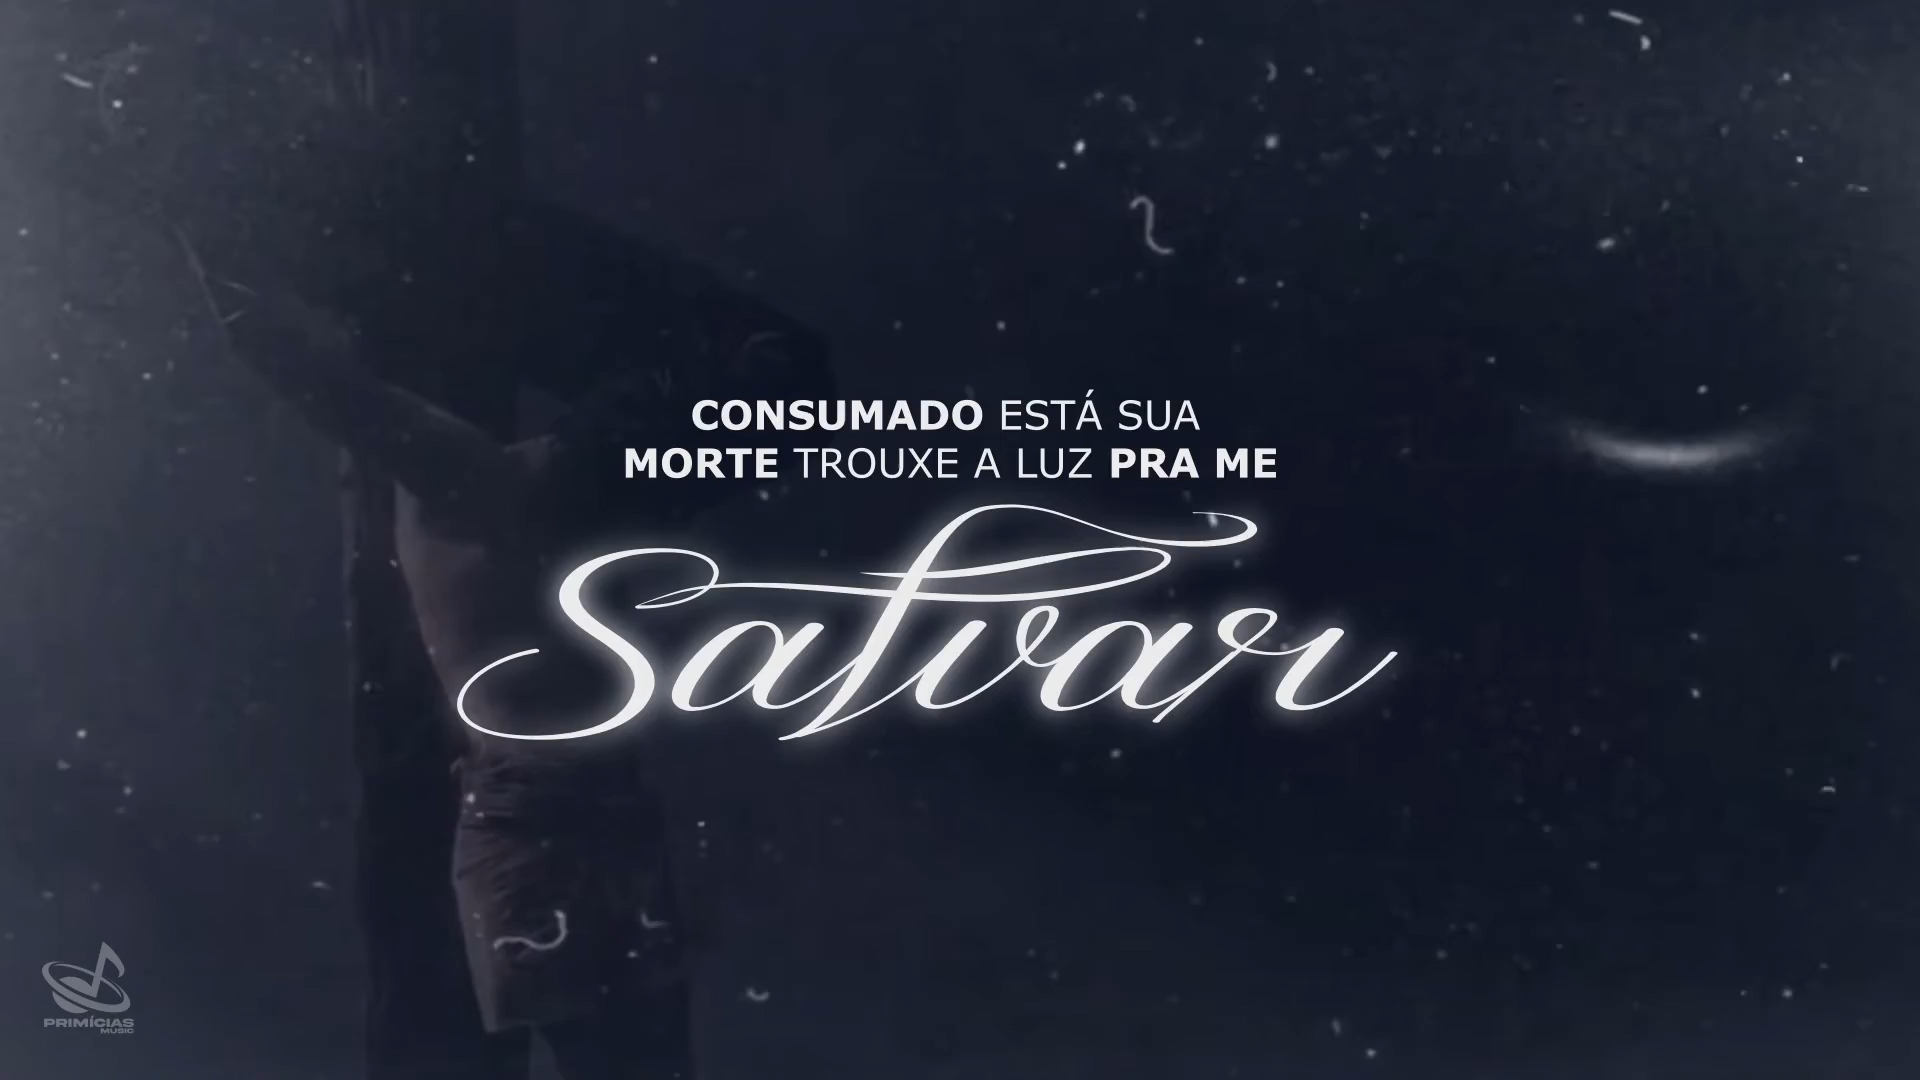 CONSUMADO ESTÁ SUA
MORTE TROUXE A LUZ PRA ME
Salvar
PRIMÍCIAS
MUSIC